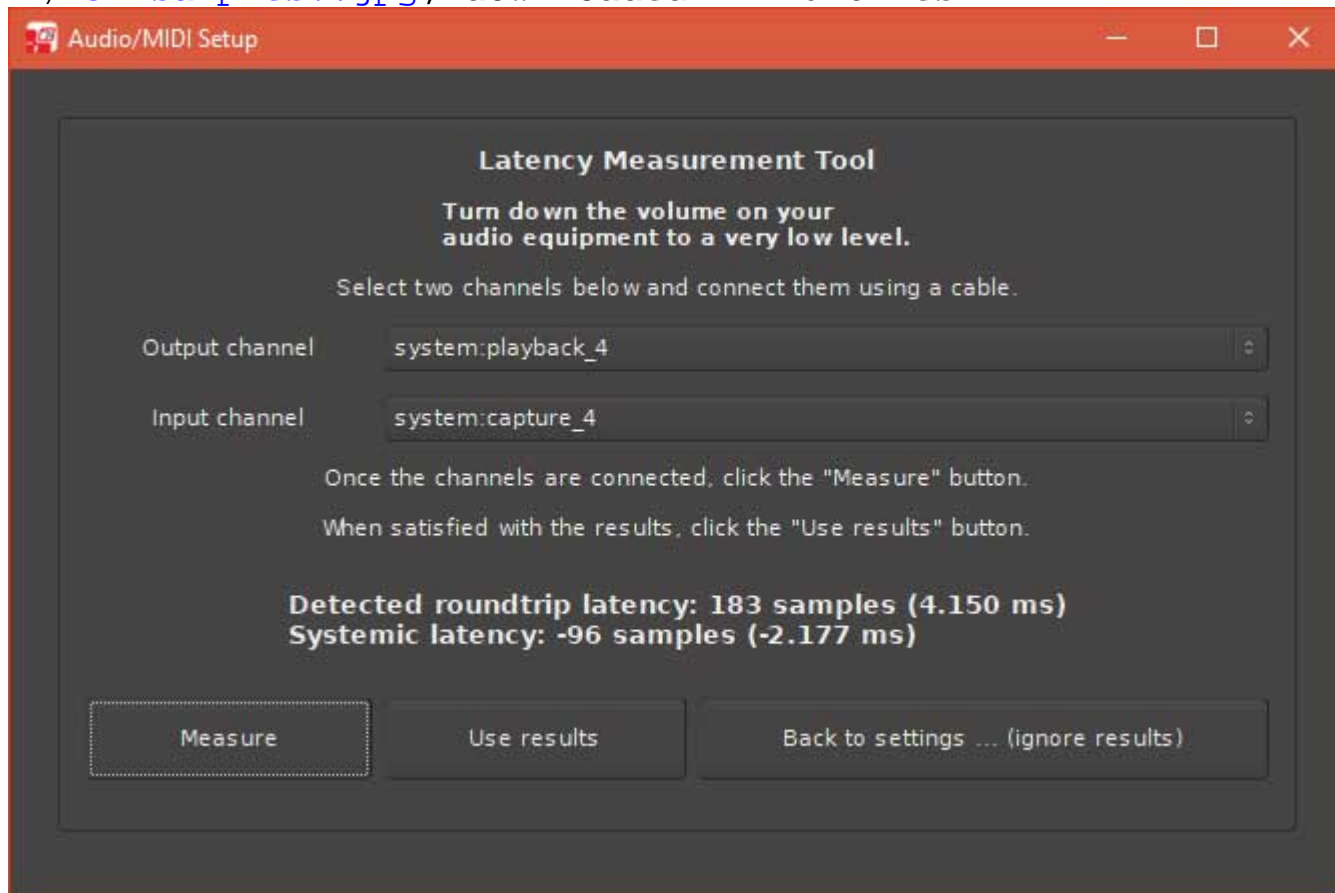 Audio/MIDI Setup
Latency Measurement Tool
Turn down the volume on your
audio equipment to a very low level.
Select two channels below and connect them using a cable.
Output channel system:playback_4
Input channel system:capture_4
Once the channels are connected, click the "Measure" button.
When satisfied with the results, click the "Use results" button.
Detected roundtrip latency: 183 samples (4.150 ms)
Systemic latency: -96 samples (-2.177 ms)
Measure Use results Back to settings ... (ignore results)